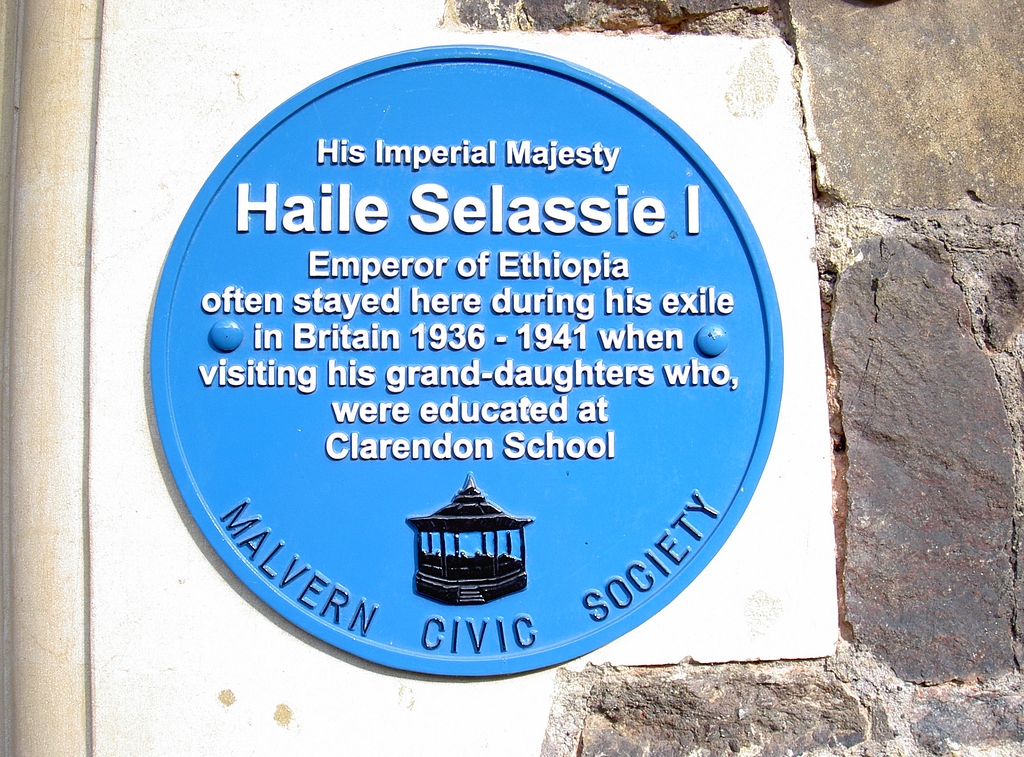 His Imperial Majesty
Haile Selassie I
Emperor of Ethiopia
often stayed here during his exile
in Britain 1936 - 1941 when
visiting his grand-daughters who,
were educated at
Clarendon School
MALVERN CIVIC SOCIETY